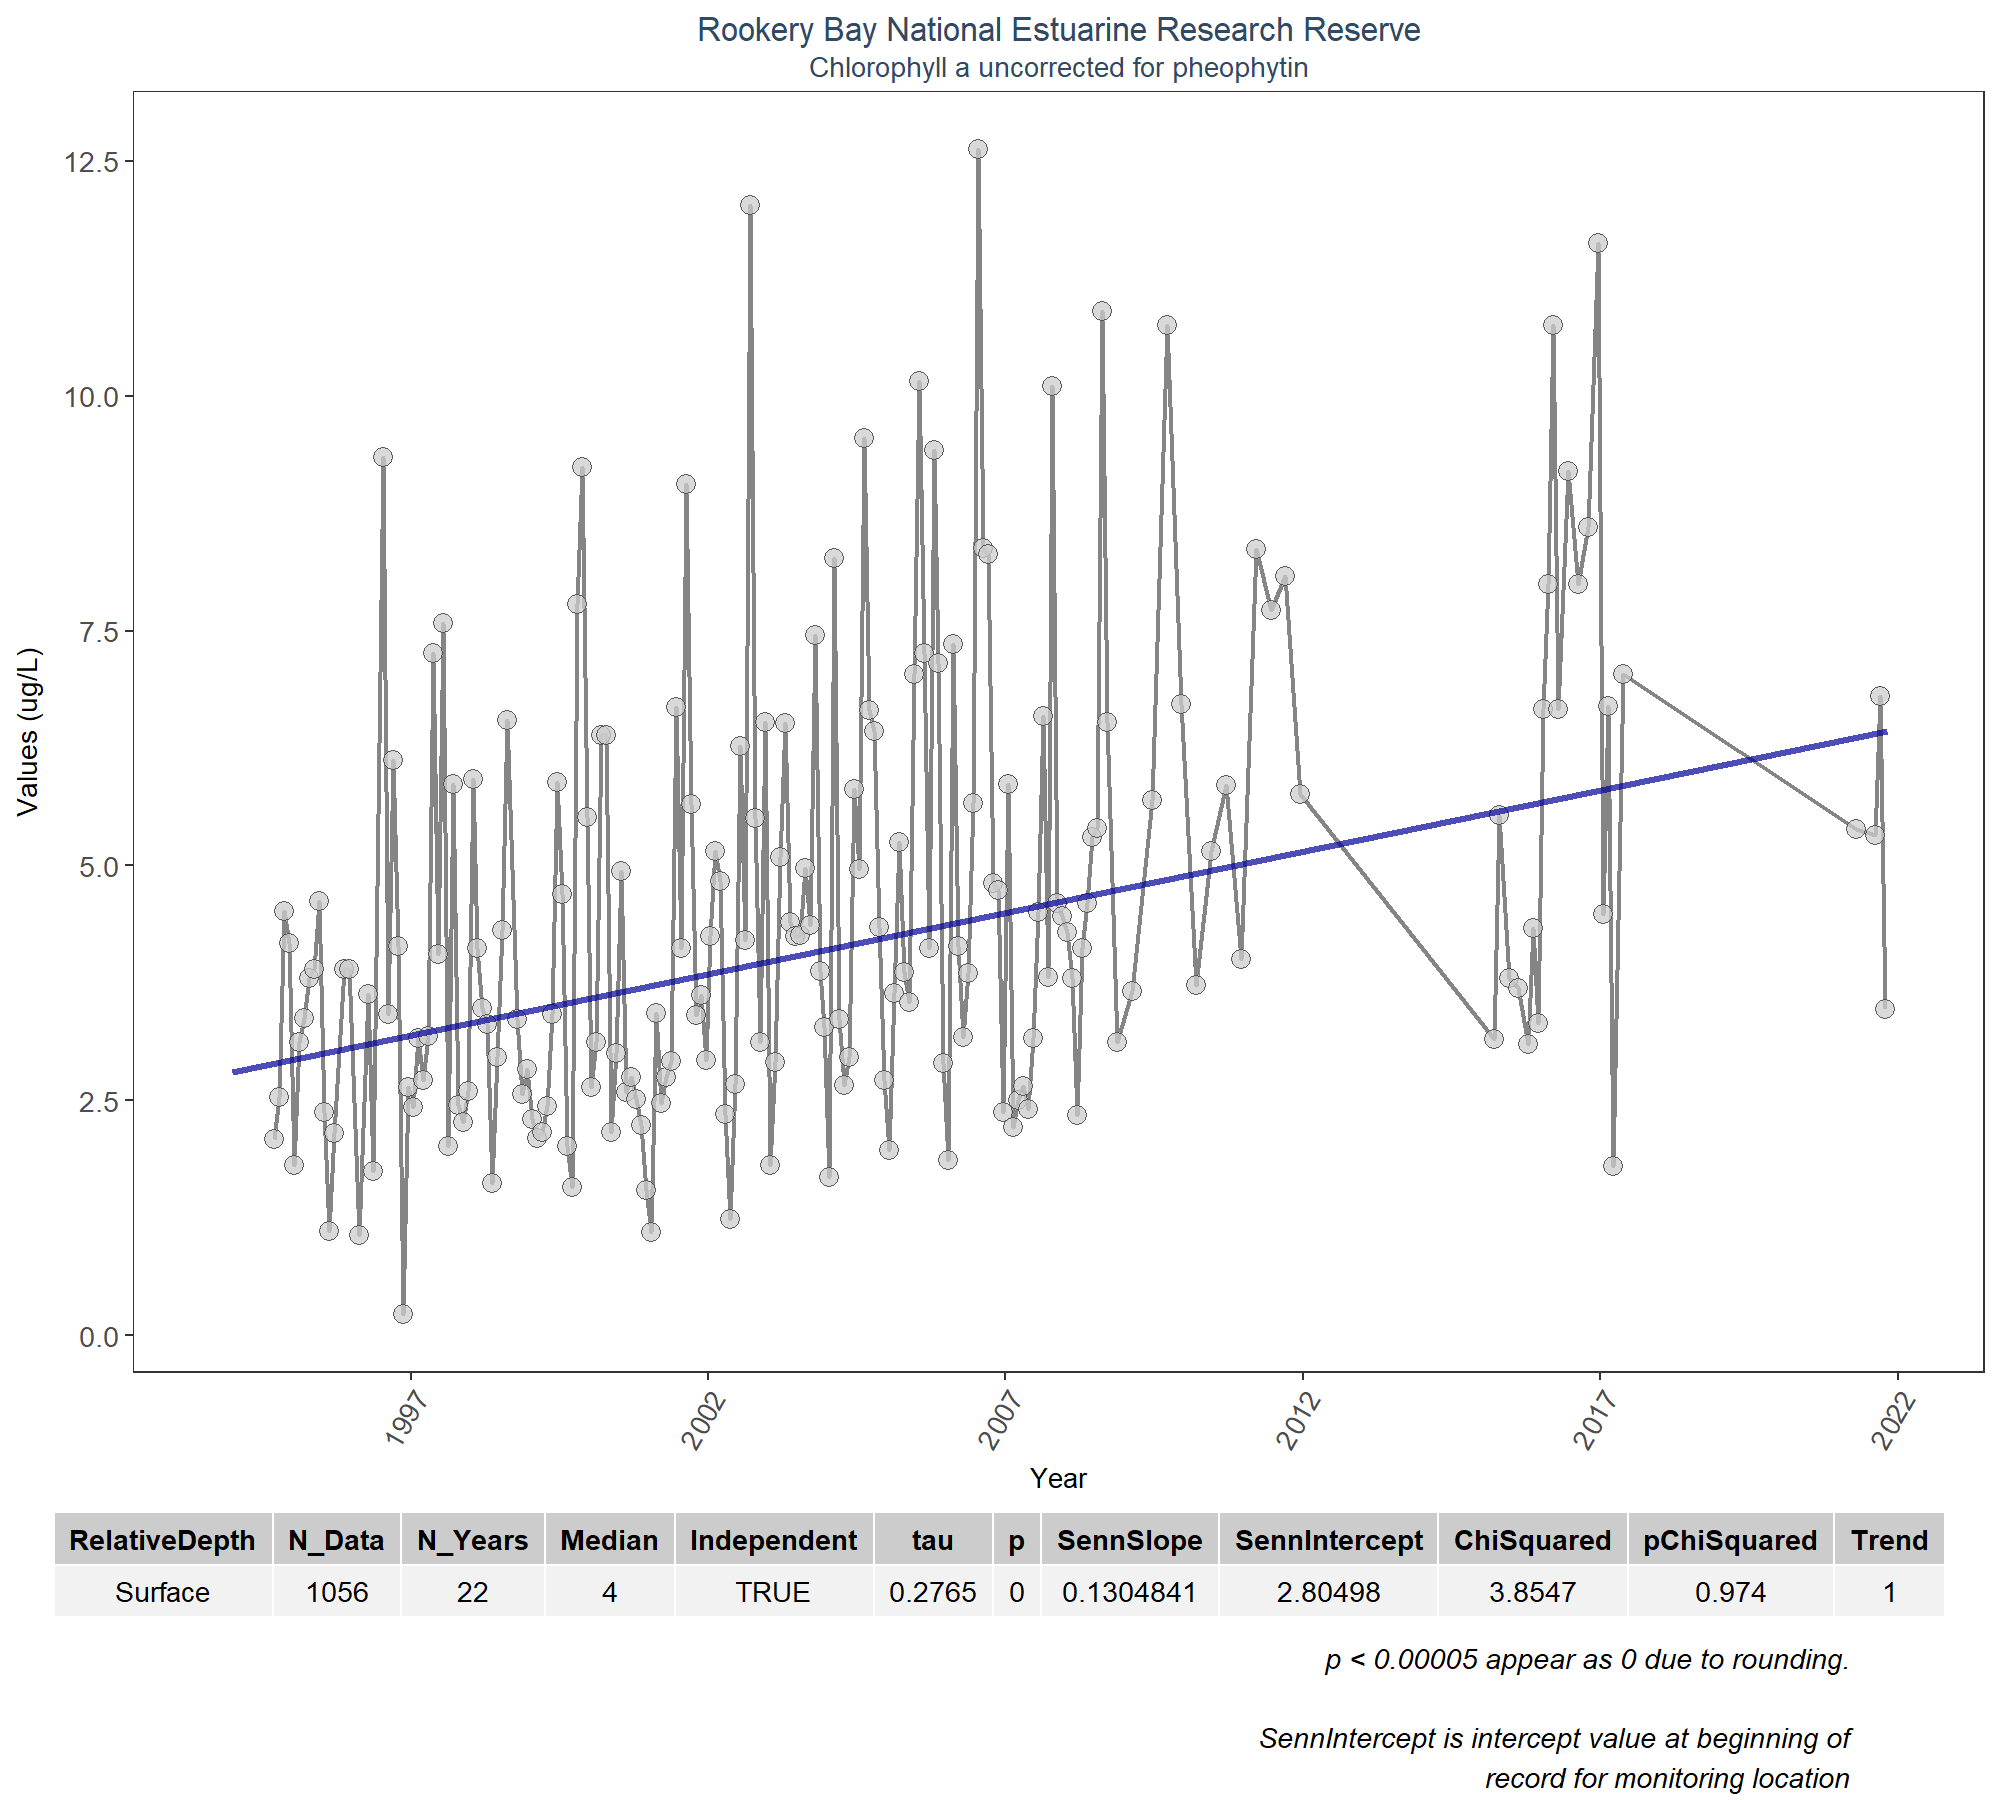 Rookery Bay National Estuarine Research Reserve
Chlorophyll a uncorrected for pheophytin
12.5
10.0
7.5
5.0
2.5
0.0
Values (ug/L)
1997 2002 2007 2012 2017 2022
Year
RelativeDepth N_Data N_Years Median Independent tau p SennSlope SennIntercept ChiSquared pChiSquared Trend
Surface 1056 22 4 TRUE 0.2765 0 0.1304841 2.80498 3.8547 0.974 1
p < 0.00005 appear as 0 due to rounding.
SennIntercept is intercept value at beginning of
record for monitoring location